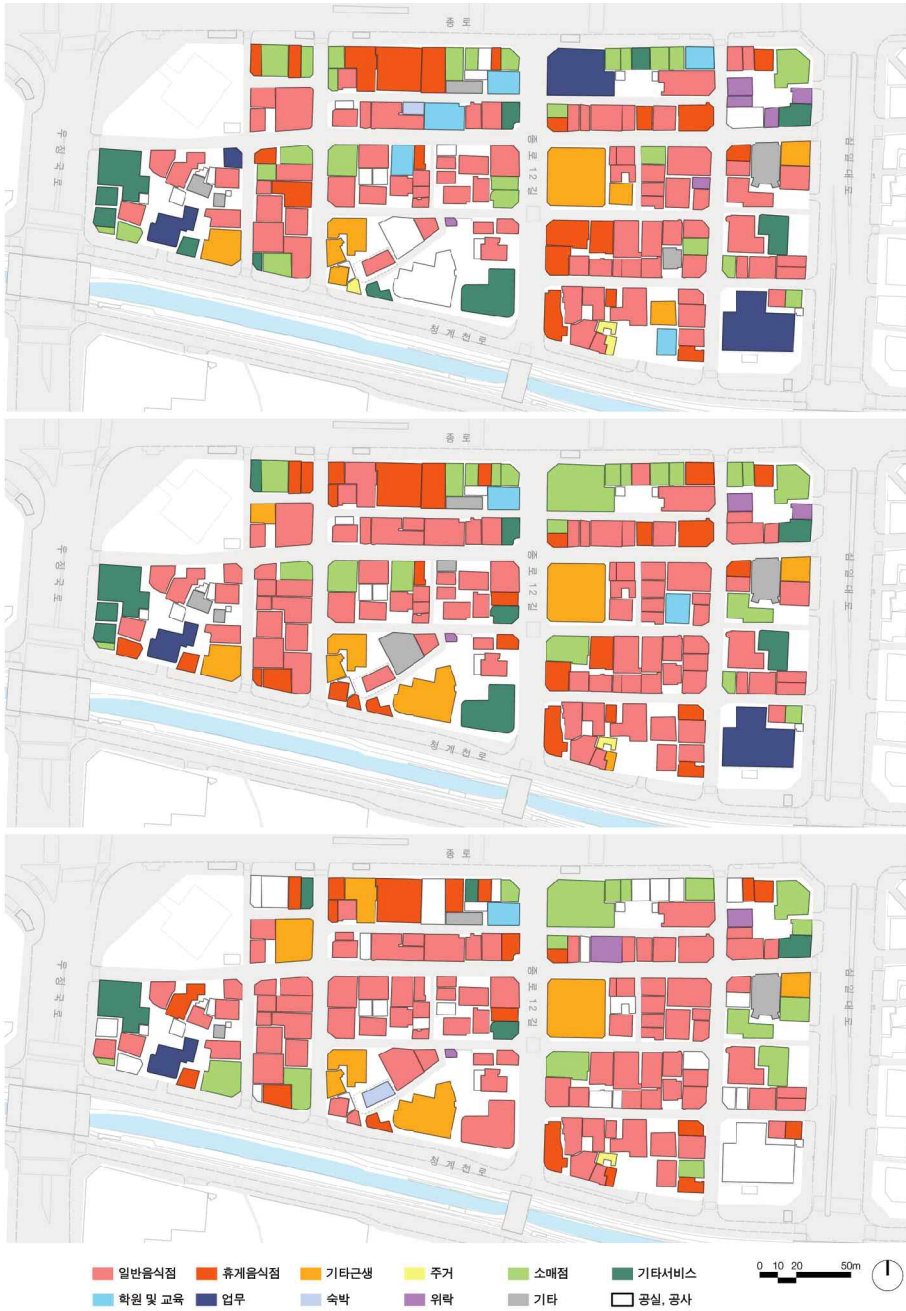 종로
우정국로
종로12길
삼일대로
청계천로
종로
우정국로
종로12길
삼일대로
청계천로
종로
우정국로
종로12길
삼일대로
청계천로
일반음식점 휴게음식점 기타근생 주거 소매점 기타서비스
학원 및 교육 업무 숙박 위락 기타 공실, 공사
0 10 20 50m